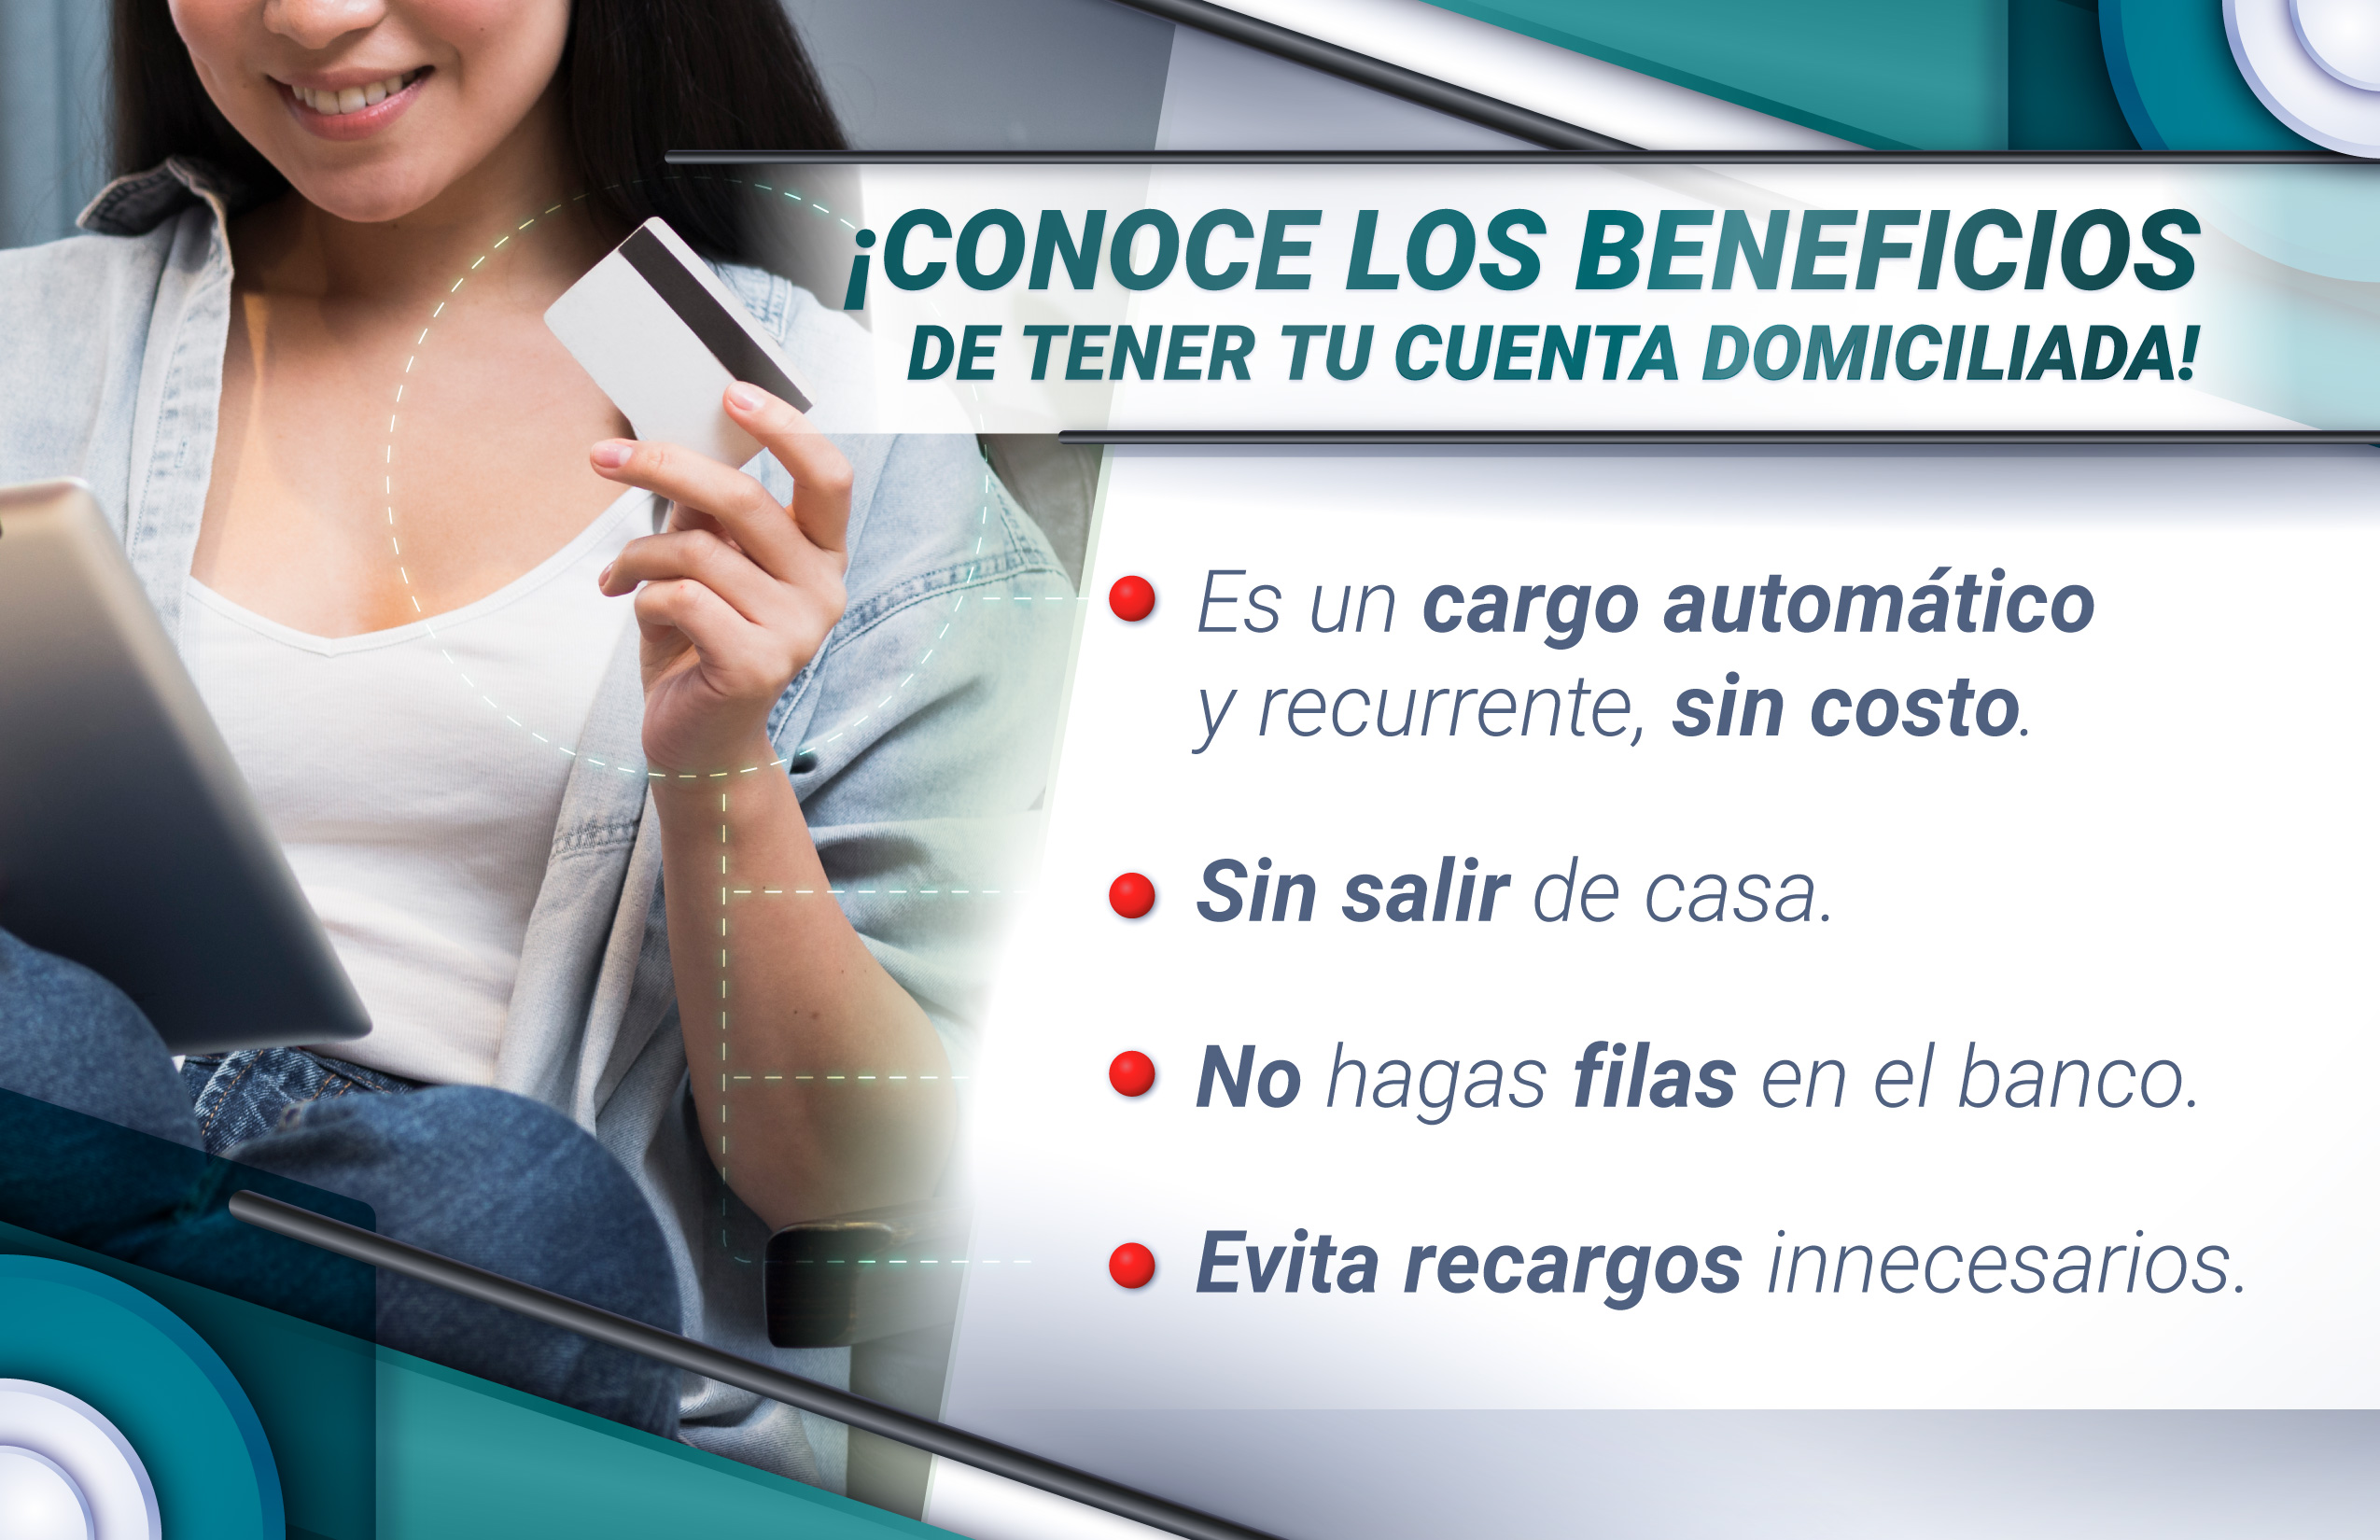 ¡CONOCE LOS BENEFICIOS
DE TENER TU CUENTA DOMICILIADA!
Es un cargo automático
y recurrente, sin costo.
Sin salir de casa.
No hagas filas en el banco.
Evita recargos innecesarios.